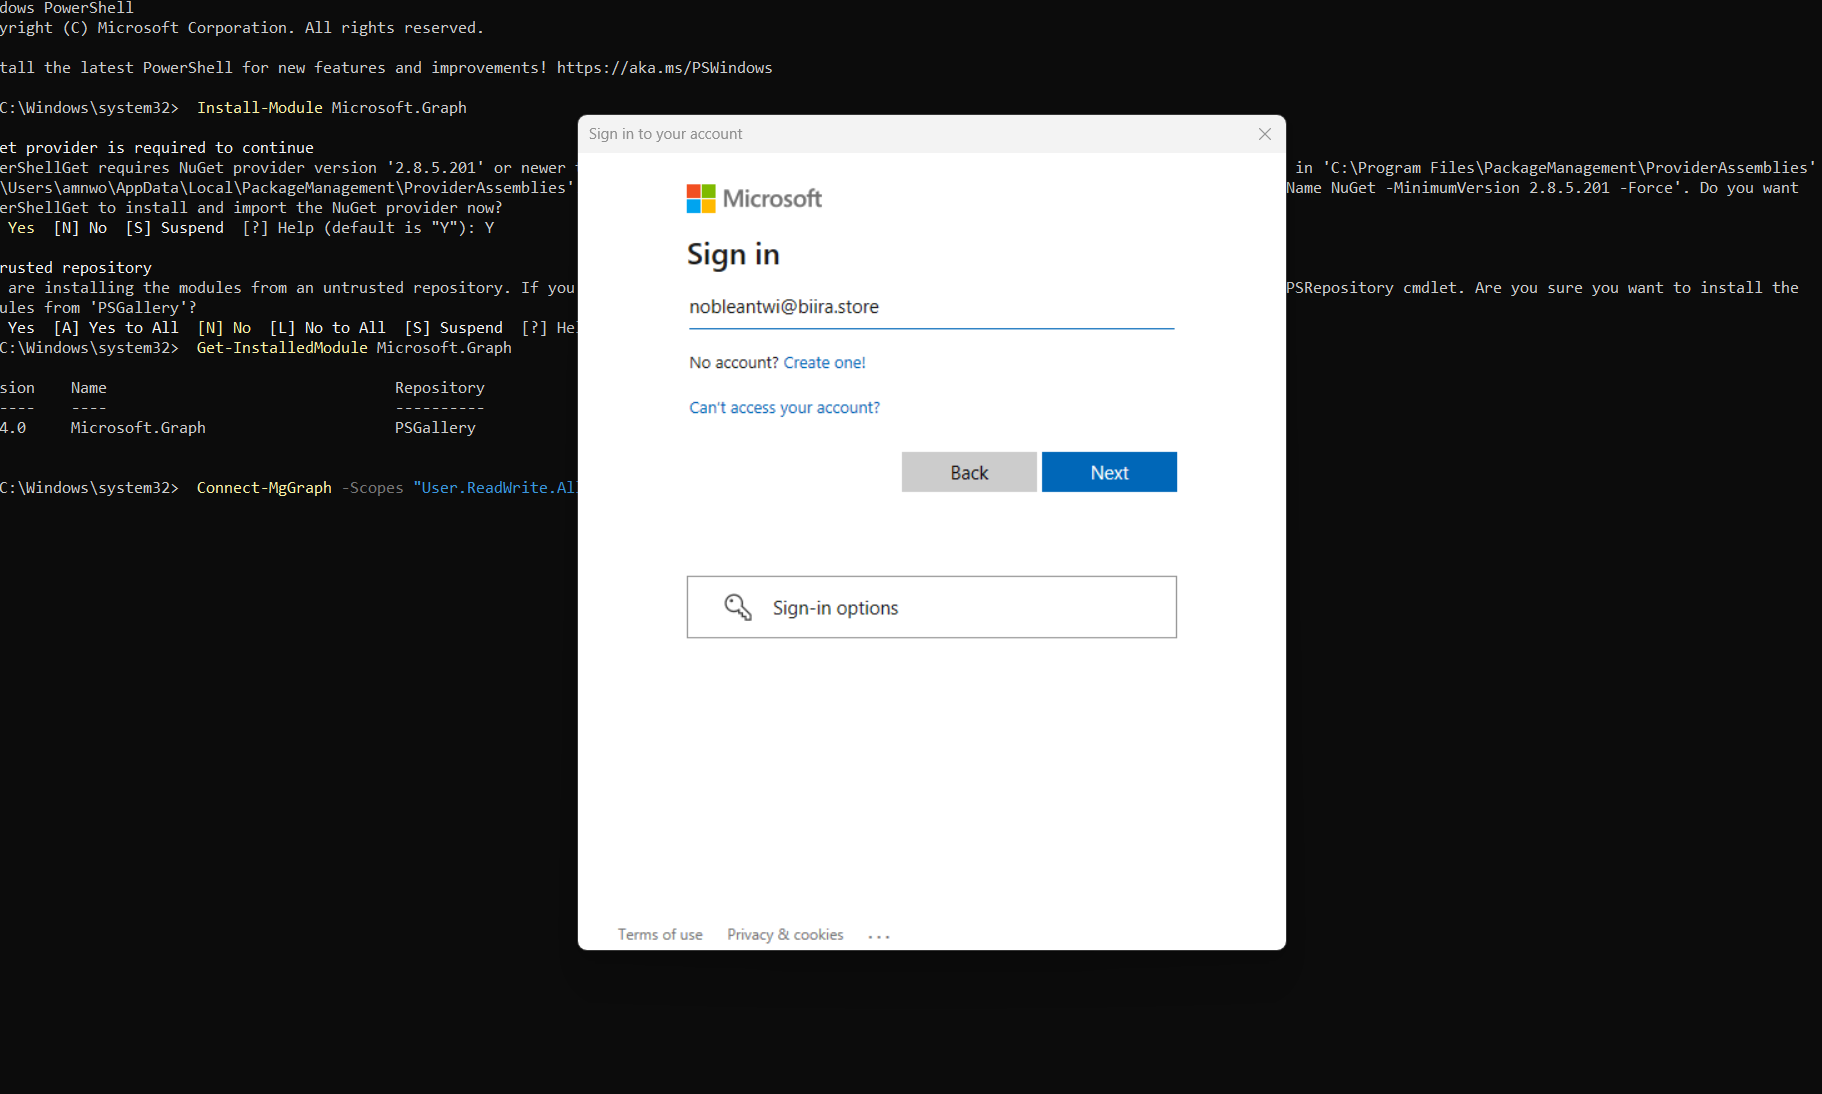 dows PowerShell
yright (C) Microsoft Corporation. All rights reserved.
tall the latest PowerShell for new features and improvements! https://aka.ms/PSWindows
C:\Windows\system32> Install-Module Microsoft.Graph
et provider is required to continue
erShellGet requires NuGet provider version '2.8.5.201' or newer in 'C:\Program Files\PackageManagement\ProviderAssemblies'
\Users\amnwo\AppData\Local\PackageManagement\ProviderAssemblies' Name NuGet -MinimumVersion 2.8.5.201 -Force'. Do you want
erShellGet to install and import the NuGet provider now?
Yes [N] No [S] Suspend [?] Help (default is "Y"): Y
rusted repository
are installing the modules from an untrusted repository. If you PSRepository cmdlet. Are you sure you want to install the
ules from 'PSGallery'?
Yes [A] Yes to All [N] No [L] No to All [S] Suspend [?] Hel
C:\Windows\system32> Get-InstalledModule Microsoft.Graph
sion Name Repository
---- ---- ----------
4.0 Microsoft.Graph PSGallery
C:\Windows\system32> Connect-MgGraph -Scopes "User.ReadWrite.All
Sign in to your account
Microsoft
Sign in
nobleantwi@biira.store
No account? Create one!
Can't access your account?
Back Next
Sign-in options
Terms of use Privacy & cookies ...